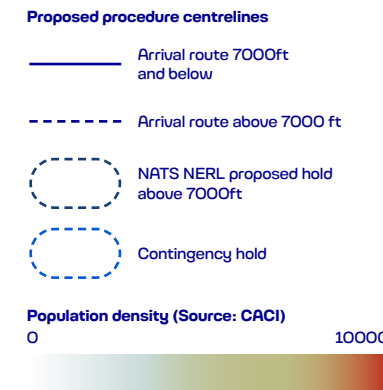 Proposed procedure centrelines
Arrival route 7000ft
and below
Arrival route above 7000 ft
NATS NERL proposed hold
above 7000ft
Contingency hold
Population density (Source: CACI)
0 10000